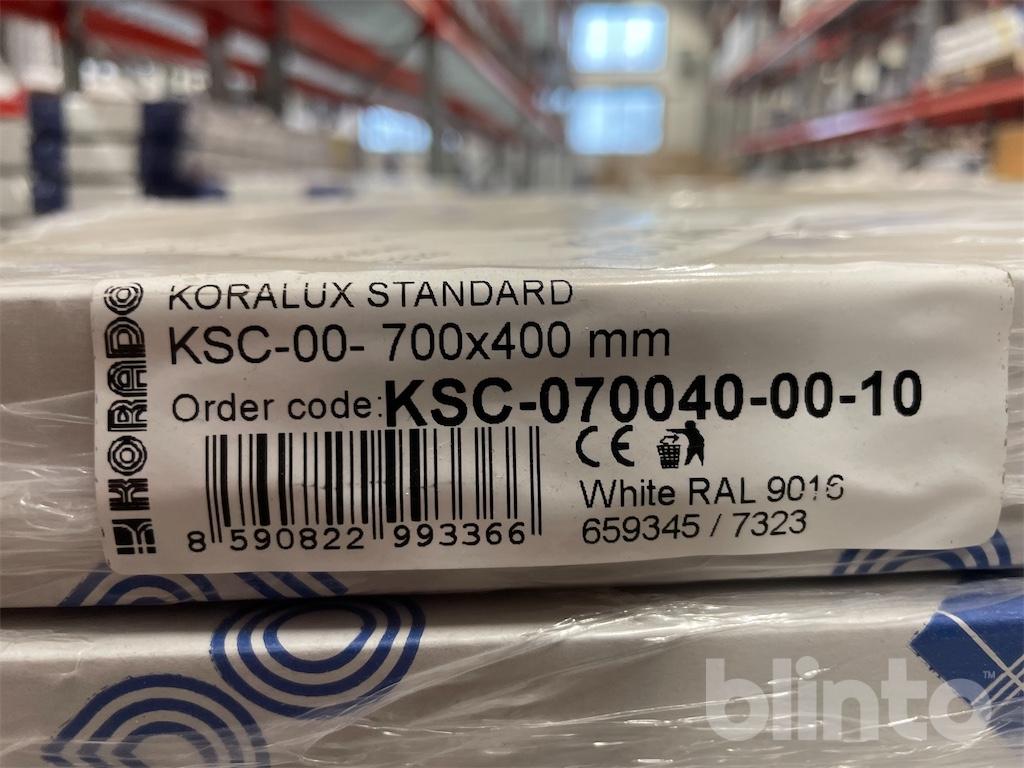 KORADO
KORALUX STANDARD
KSC-00- 700x400 mm
Order code:KSC-070040-00-10
CE
White RAL 9016
659345 / 7323
8 590822 993366
blinto™